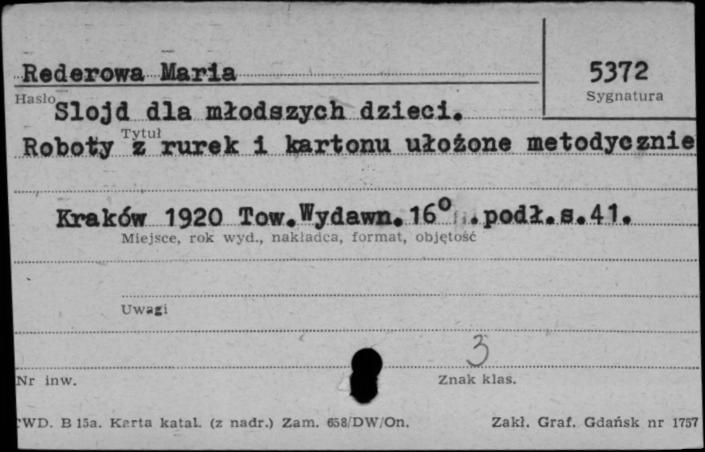 Rederowa Maria
5372
Hasło
Sygnatura
Slojd dla młodszych dzieci.
Tytuł
Roboty z rurek i kartonu ułożone metodycznie
Kraków 1920 Tow.Wydawn.16° .podł.s.41.
Miejsce, rok wyd., nakładca, format, objętość
Uwagi
3
Nr inw.
Znak klas.
WD. B 15a. Karta katal. (z nadr.) Zam. 658/DW/On.
Zakł. Graf. Gdańsk nr 1757